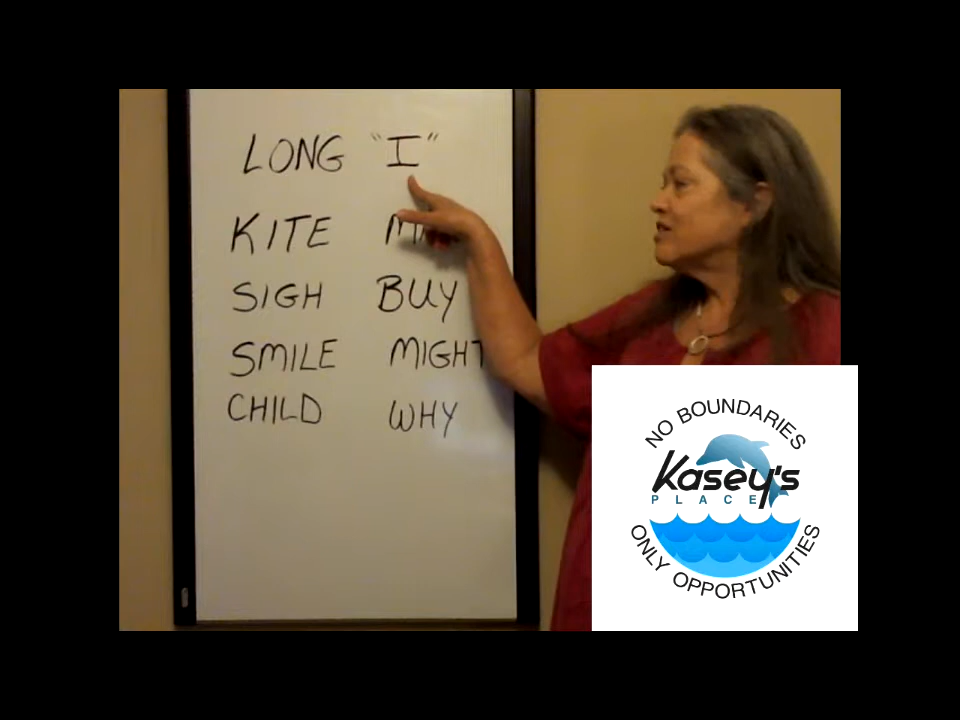 LONG "I"
KITE
SIGH BUY
SMILE MIGHT
CHILD WHY
NO BOUNDARIES
Kasey's
PLACE
ONLY OPPORTUNITIES